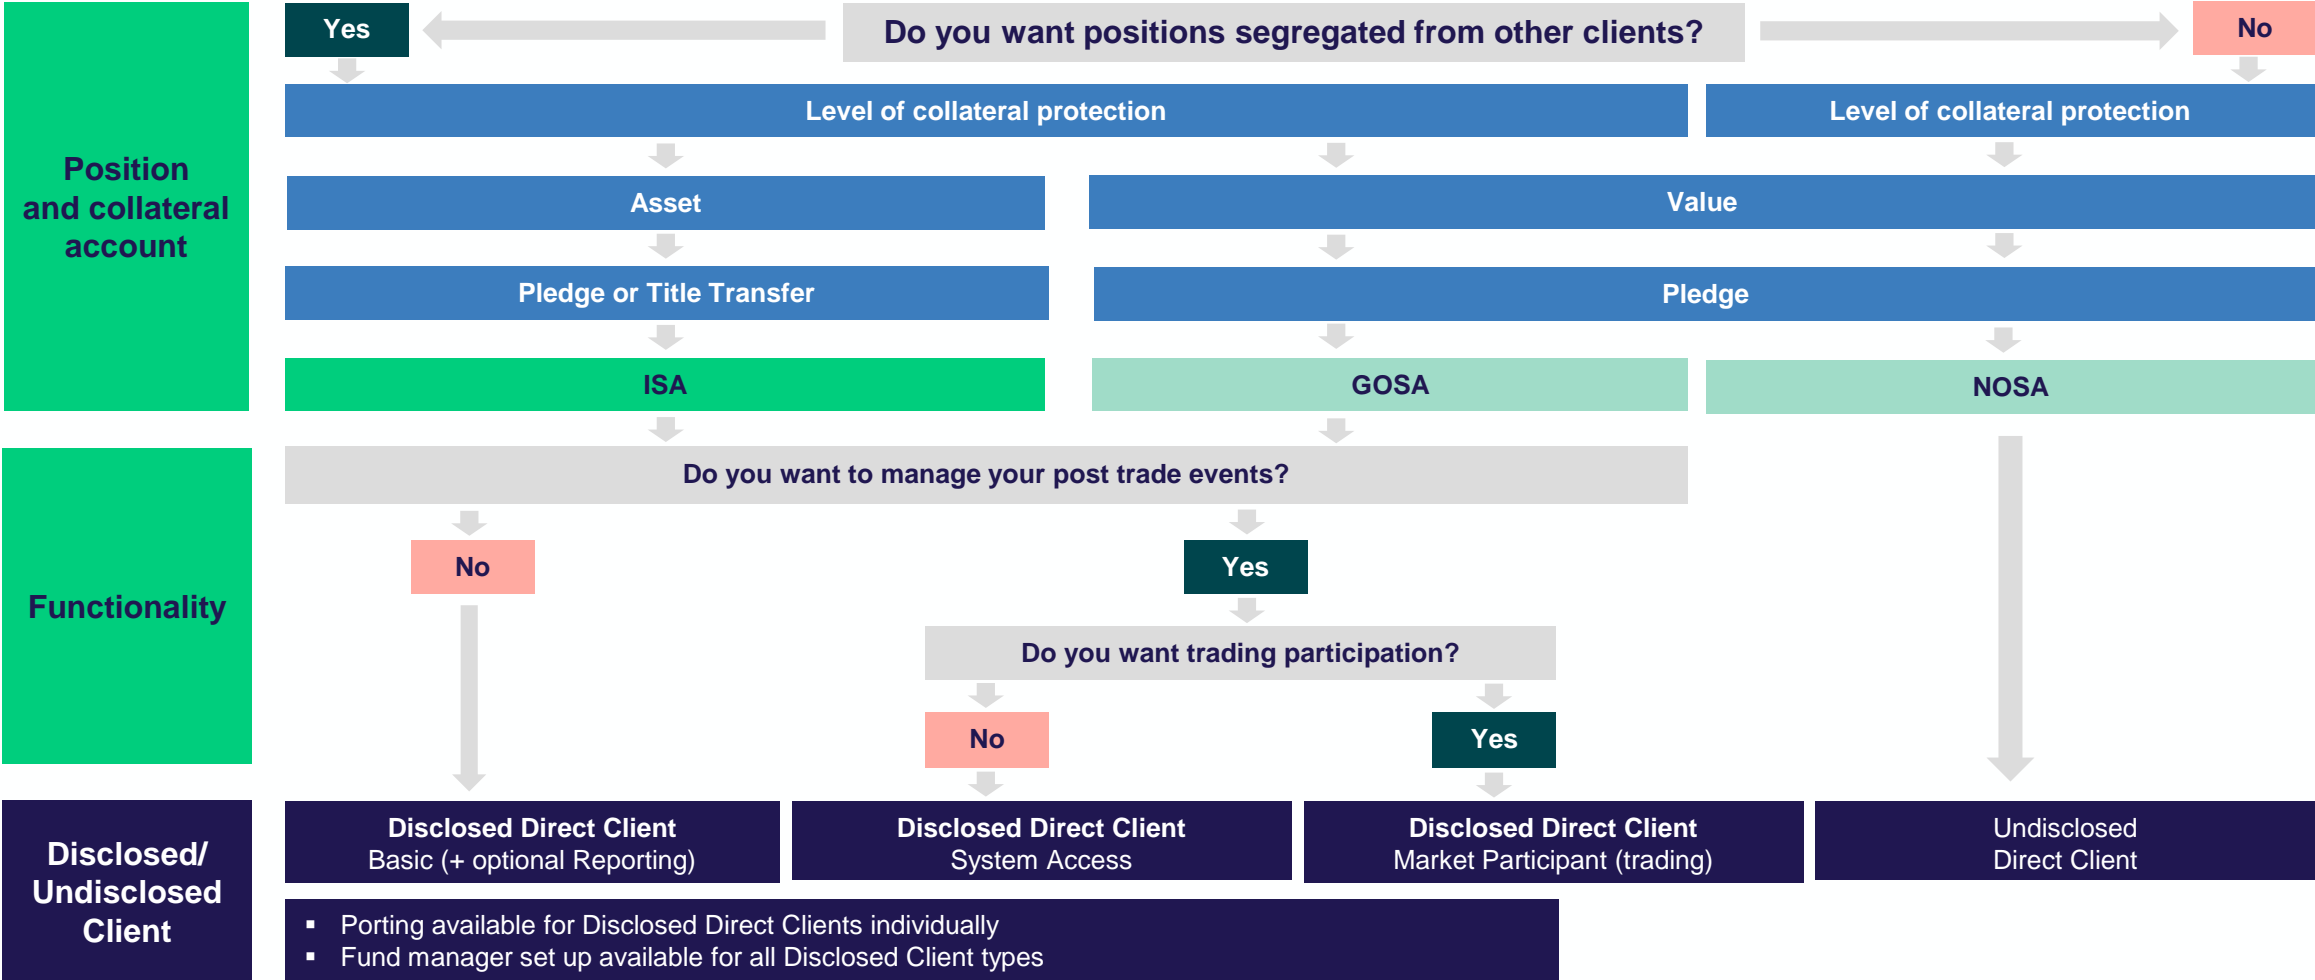 Yes
Do you want positions segregated from other clients?
No
Position
and collateral
account
Level of collateral protection
Level of collateral protection
Asset
Value
Pledge or Title Transfer
Pledge
ISA
GOSA
NOSA
Functionality
Do you want to manage your post trade events?
No
Yes
Do you want trading participation?
No
Yes
Disclosed/
Undisclosed
Client
Disclosed Direct Client
Basic (+ optional Reporting)
Disclosed Direct Client
System Access
Disclosed Direct Client
Market Participant (trading)
Undisclosed
Direct Client
▪ Porting available for Disclosed Direct Clients individually
▪ Fund manager set up available for all Disclosed Client types